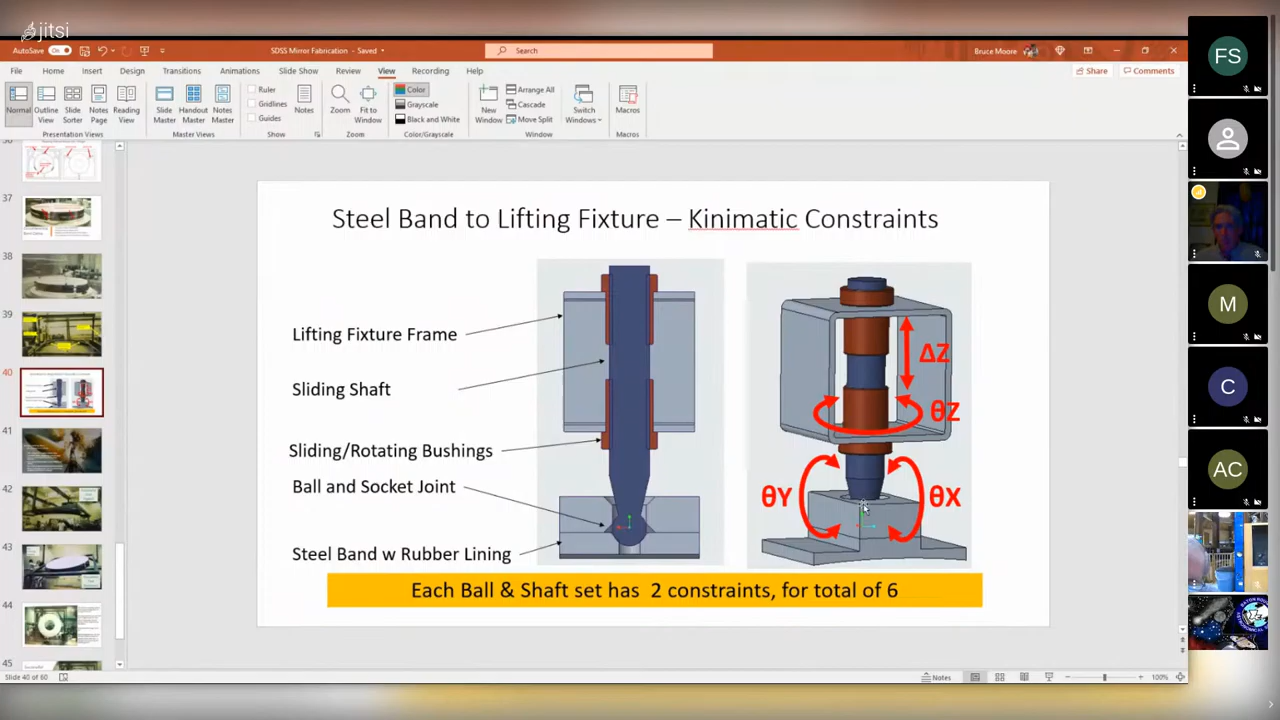 jitsi
AutoSave On
SDSS Mirror Fabrication - Saved
Search
Bruce Moore
File Home Insert Design Transitions Animations Slide Show Review View Recording Help
Share Comments
Normal Outline View Slide Sorter Notes Page Reading View
Slide Master Handout Master Notes Master
Ruler
Gridlines
Guides
Notes
Zoom Fit to Window
Color
Grayscale
Black and White
New Window
Arrange All
Cascade
Move Split
Switch Windows
Macros
Presentation Views Master Views Show Zoom Color/Grayscale Window Macros
37
38
39
40
41
42
43
44
45
Steel Band to Lifting Fixture – Kinimatic Constraints
Lifting Fixture Frame
Sliding Shaft
Sliding/Rotating Bushings
Ball and Socket Joint
Steel Band w Rubber Lining
ΔZ
θZ
θY
θX
Each Ball & Shaft set has 2 constraints, for total of 6
Slide 40 of 60
Notes
100%
FS
M
C
AC